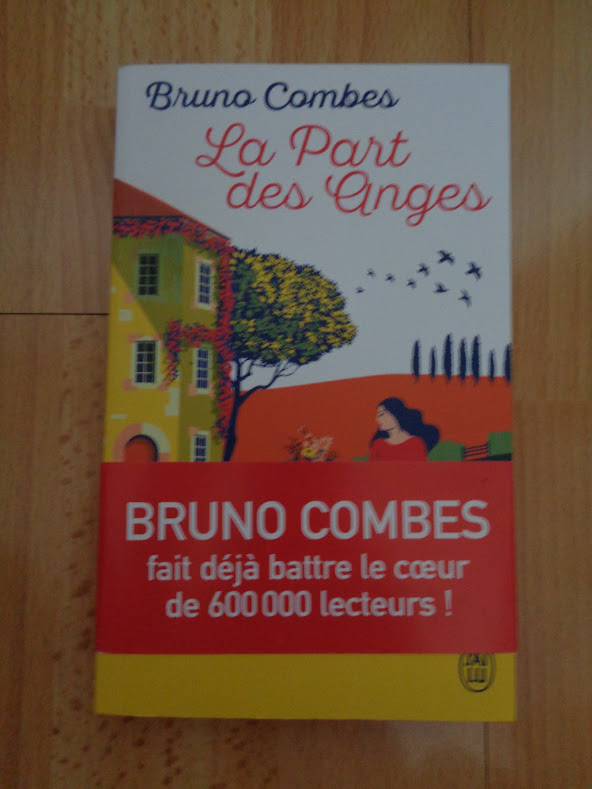 Bruno Combes
La Part
des Anges
BRUNO COMBES
fait déjà battre le cœur
de 600 000 lecteurs !
J'AI
LU